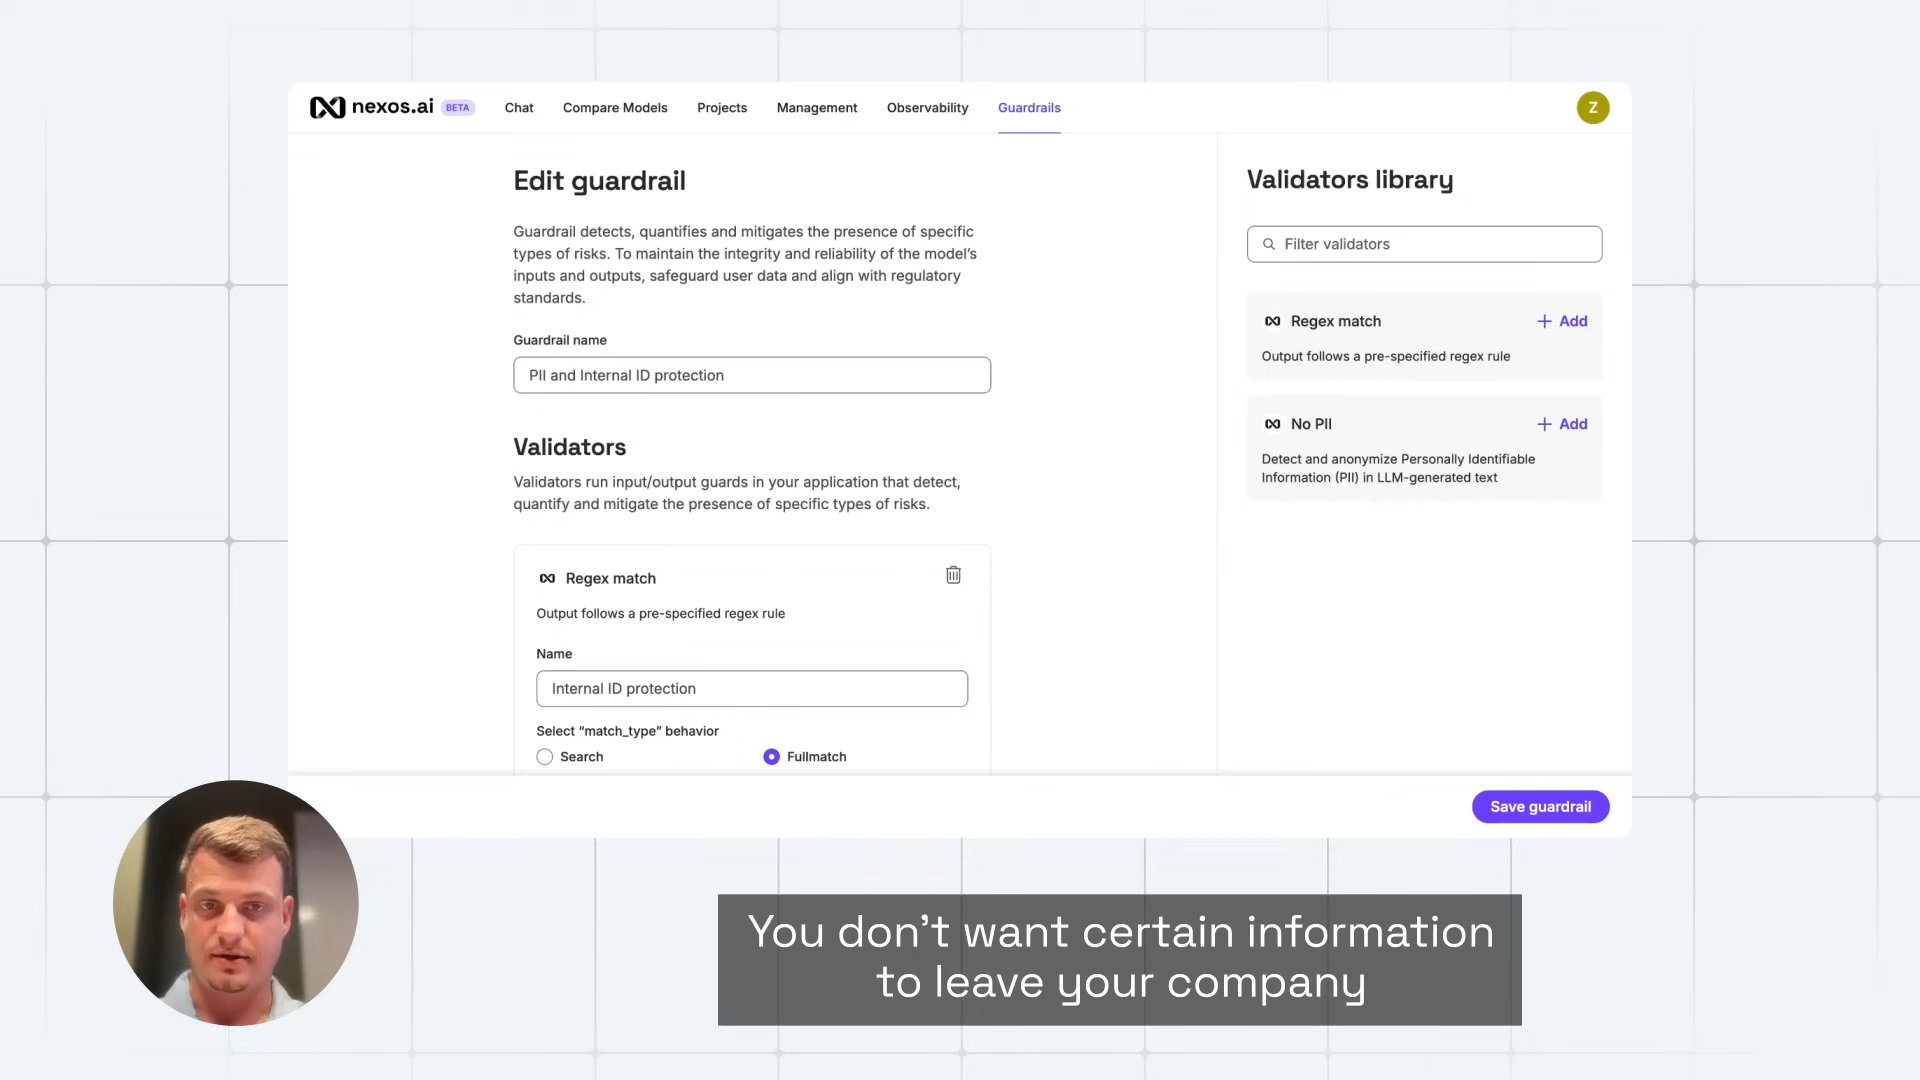 nexos.ai BETA Chat Compare Models Projects Management Observability Guardrails Z
Edit guardrail
Guardrail detects, quantifies and mitigates the presence of specific
types of risks. To maintain the integrity and reliability of the model’s
inputs and outputs, safeguard user data and align with regulatory
standards.
Guardrail name
PII and Internal ID protection
Validators
Validators run input/output guards in your application that detect,
quantify and mitigate the presence of specific types of risks.
Regex match
Output follows a pre-specified regex rule
Name
Internal ID protection
Select “match_type” behavior
Search Fullmatch
Validators library
Filter validators
Regex match + Add
Output follows a pre-specified regex rule
No PII + Add
Detect and anonymize Personally Identifiable
Information (PII) in LLM-generated text
Save guardrail
You don’t want certain information
to leave your company